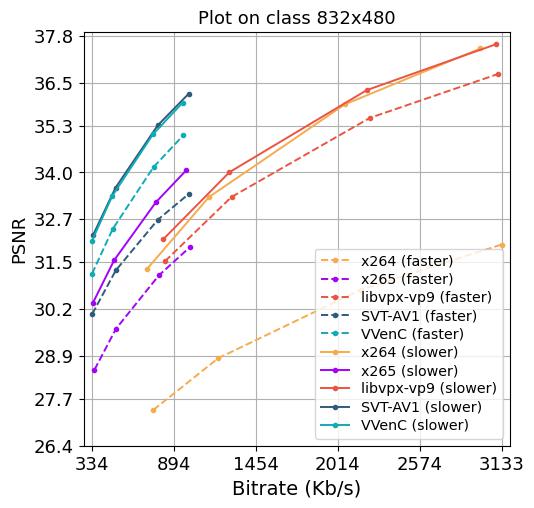 Plot on class 832x480
37.8
36.5
35.3
34.0
32.7
31.5
30.2
28.9
27.7
26.4
PSNR
x264 (faster)
x265 (faster)
libvpx-vp9 (faster)
SVT-AV1 (faster)
VVenC (faster)
x264 (slower)
x265 (slower)
libvpx-vp9 (slower)
SVT-AV1 (slower)
VVenC (slower)
334 894 1454 2014 2574 3133
Bitrate (Kb/s)